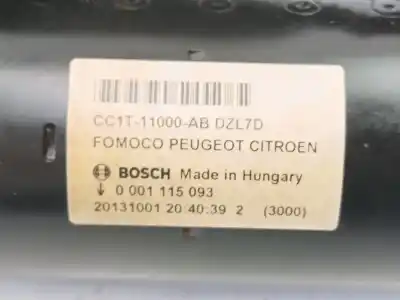 CC1T-11000-AB DZL7D
FOMOCO PEUGEOT CITROEN
BOSCH Made in Hungary
↓ 0 001 115 093
20131001 20 40:39 2 (3000)